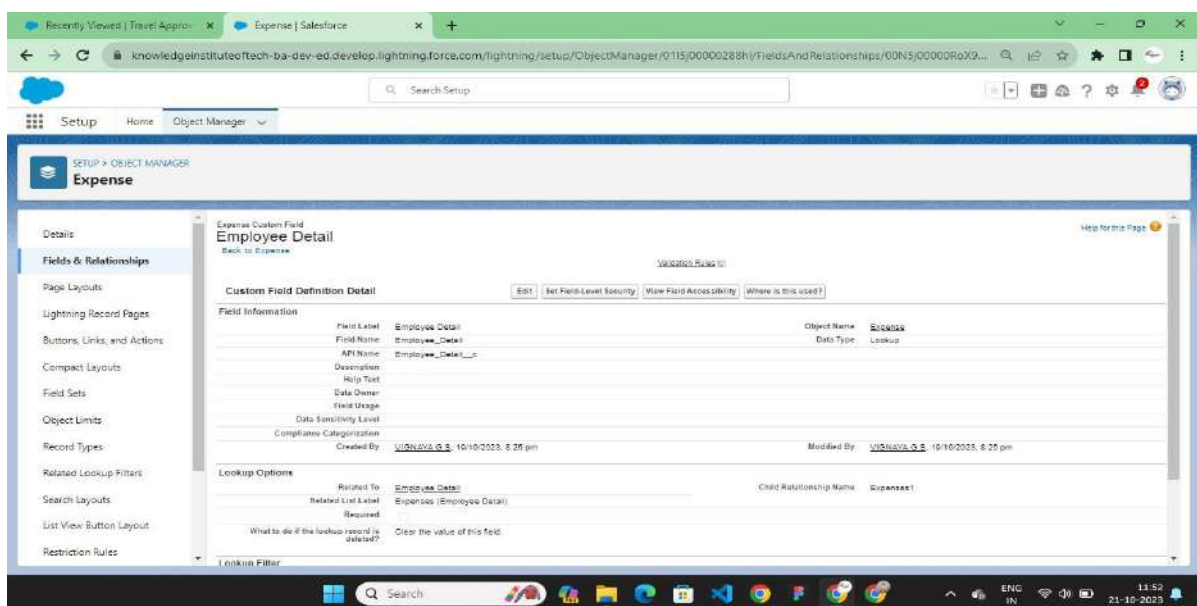 Recently Viewed | Travel Approv
Expense | Salesforce
knowledgeinstituteoftech-ba-dev-ed.develop.lightning.force.com/lightning/setup/ObjectManager/01I5j00000288hl/FieldsAndRelationships/00N5j00000RoX9...
Search Setup
2
Setup
Home
Object Manager
SETUP > OBJECT MANAGER
Expense
Details
Fields & Relationships
Page Layouts
Lightning Record Pages
Buttons, Links, and Actions
Compact Layouts
Field Sets
Object Limits
Record Types
Related Lookup Filters
Search Layouts
List View Button Layout
Restriction Rules
Expense Custom Field
Employee Detail
Back to Expense
Help for this Page
Validation Rules [0]
Custom Field Definition Detail
Edit
Set Field-Level Security
View Field Accessibility
Where is this used?
Field Information
Field Label Employee Detail Object Name Expense
Field Name Employee_Detail Data Type Lookup
API Name Employee_Detail__c
Description
Help Text
Data Owner
Field Usage
Data Sensitivity Level
Compliance Categorization
Created By VIGNAYA G S, 19/10/2023, 8:25 pm Modified By VIGNAYA G S, 19/10/2023, 8:25 pm
Lookup Options
Related To Employee Detail Child Relationship Name Expenses1
Related List Label Expenses (Employee Detail)
Required
What to do if the lookup record is deleted? Clear the value of this field.
Lookup Filter
Search
ENG
IN
11:52
21-10-2023